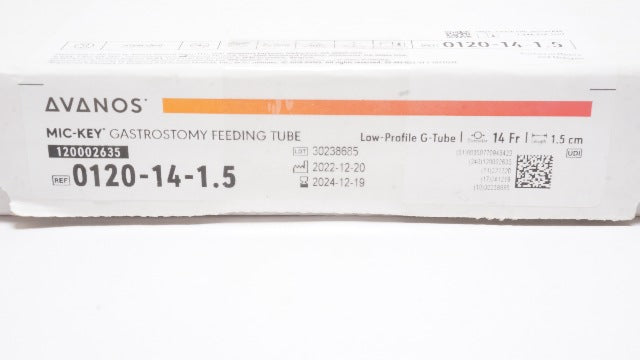 0120-14-1.5
AVANOS
MIC-KEY* GASTROSTOMY FEEDING TUBE
Low-Profile G-Tube 14 Fr 1.5 cm
120002635
LOT 30238685
UDI
REF 0120-14-1.5
2022-12-20
2024-12-19